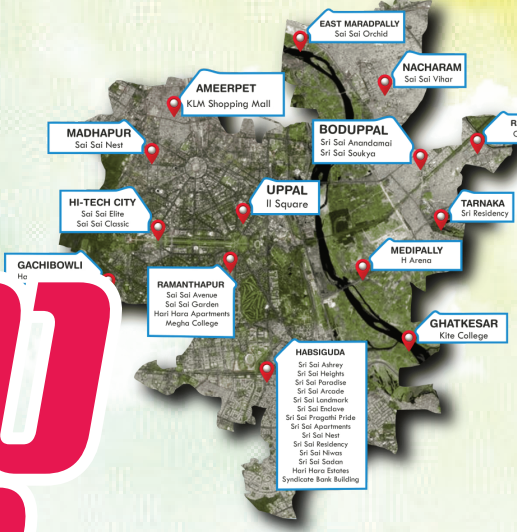 EAST MARADPALLY
Sai Sai Orchid
NACHARAM
Sai Sai Vihar
AMEERPET
KLM Shopping Mall
MADHAPUR
Sai Sai Nest
BODUPPAL
Sri Sai Anandamai
Sri Sai Soukya
UPPAL
II Square
HI-TECH CITY
Sai Sai Elite
Sai Sai Classic
TARNAKA
Sri Residency
MEDIPALLY
H Arena
GACHIBOWLI
RAMANTHAPUR
Sai Sai Avenue
Sai Sai Garden
Hari Hara Apartments
Megha College
GHATKESAR
Kite College
HABSIGUDA
Sri Sai Ashrey
Sri Sai Heights
Sri Sai Paradise
Sri Sai Arcade
Sri Sai Landmark
Sri Sai Enclave
Sri Sai Pragathi Pride
Sri Sai Apartments
Sri Sai Nest
Sri Sai Residency
Sri Sai Niwas
Sri Sai Sadan
Hari Hara Estates
Syndicate Bank Building